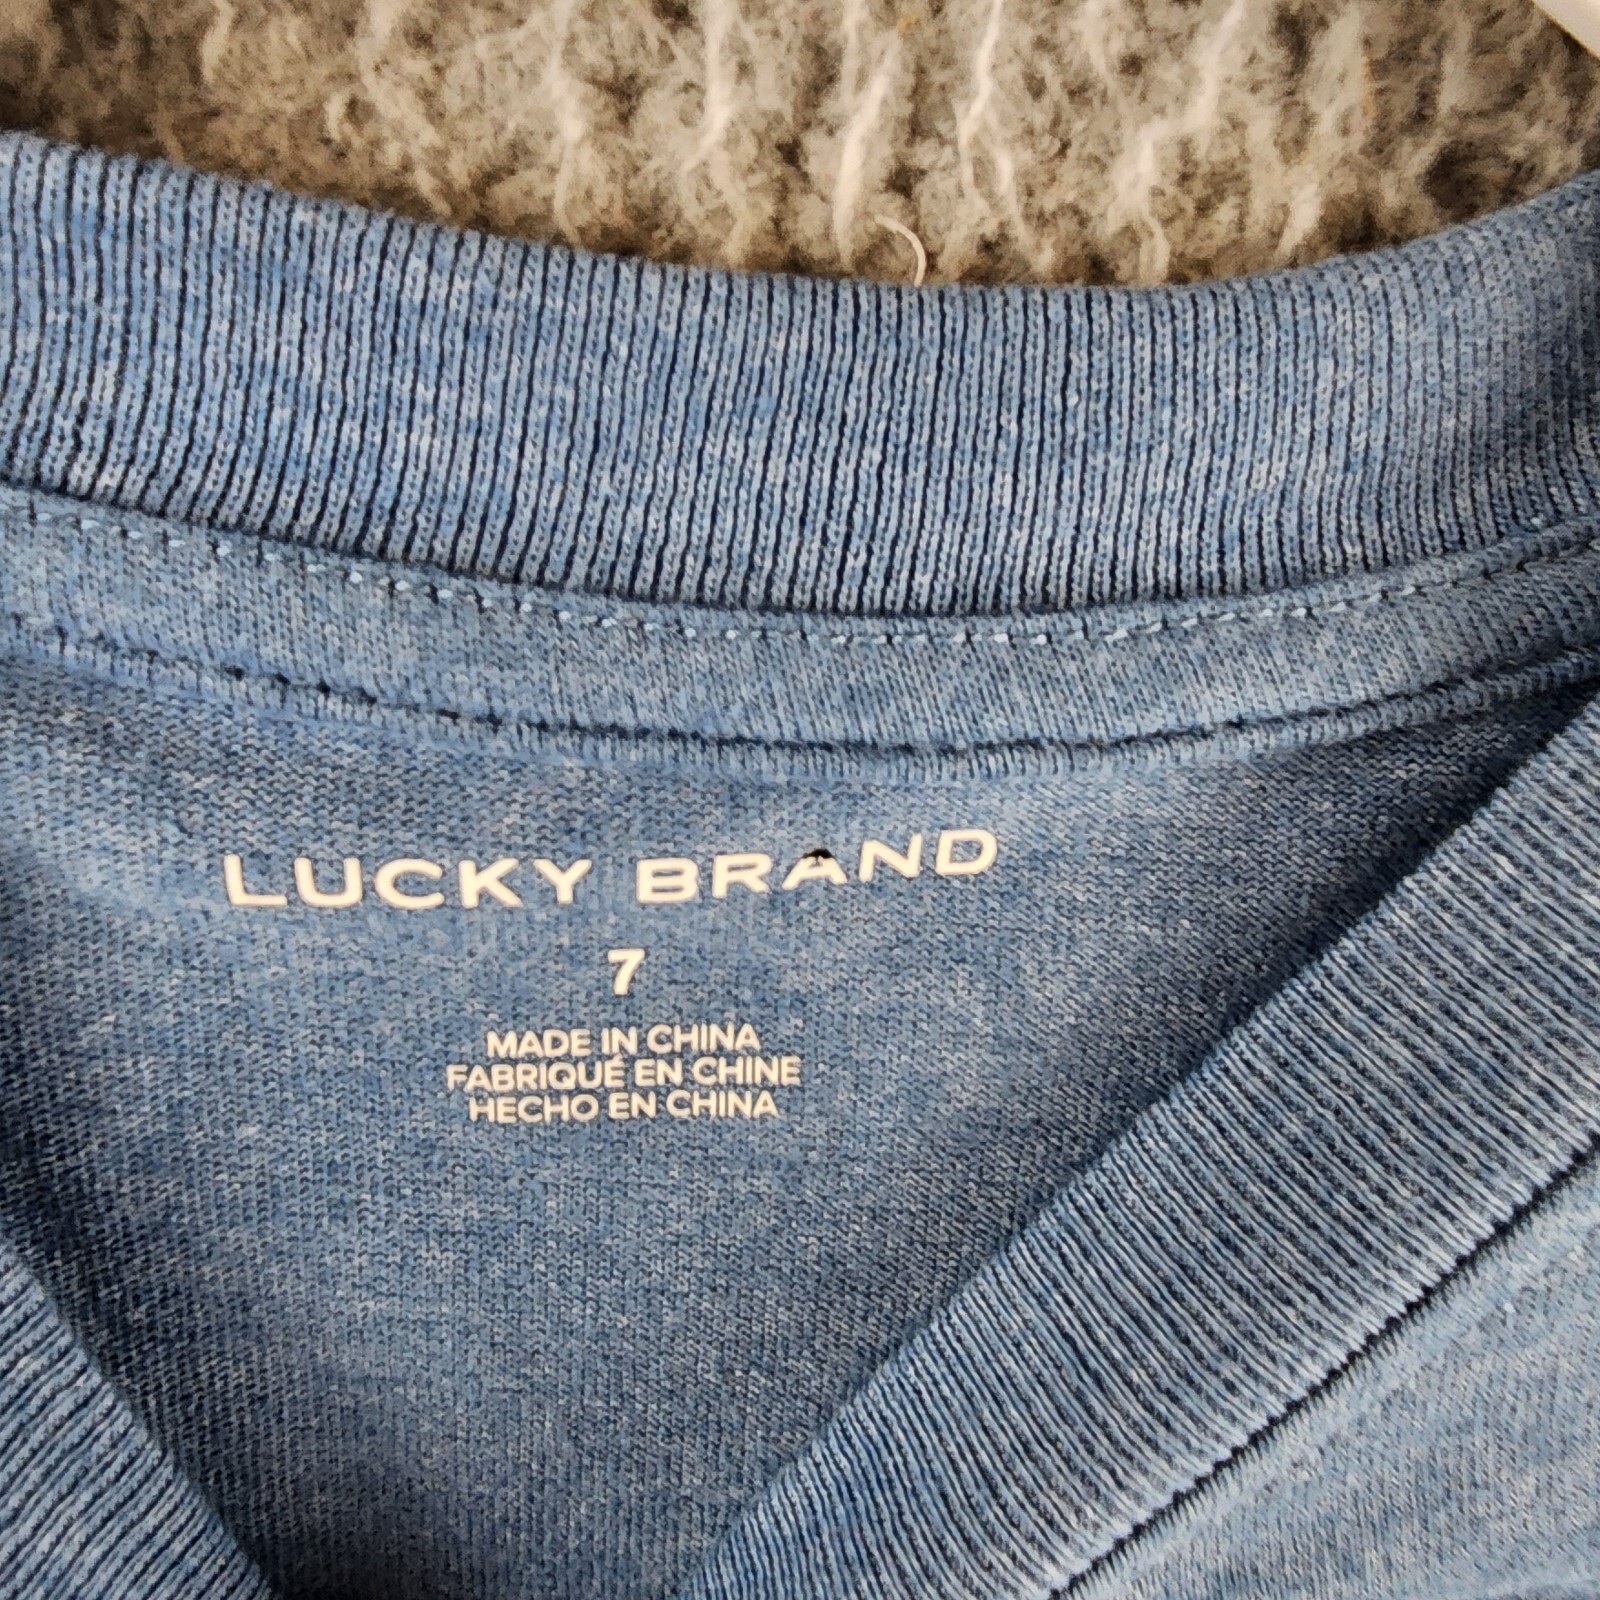 LUCKY BRAND
7
MADE IN CHINA
FABRIQUÉ EN CHINE
HECHO EN CHINA